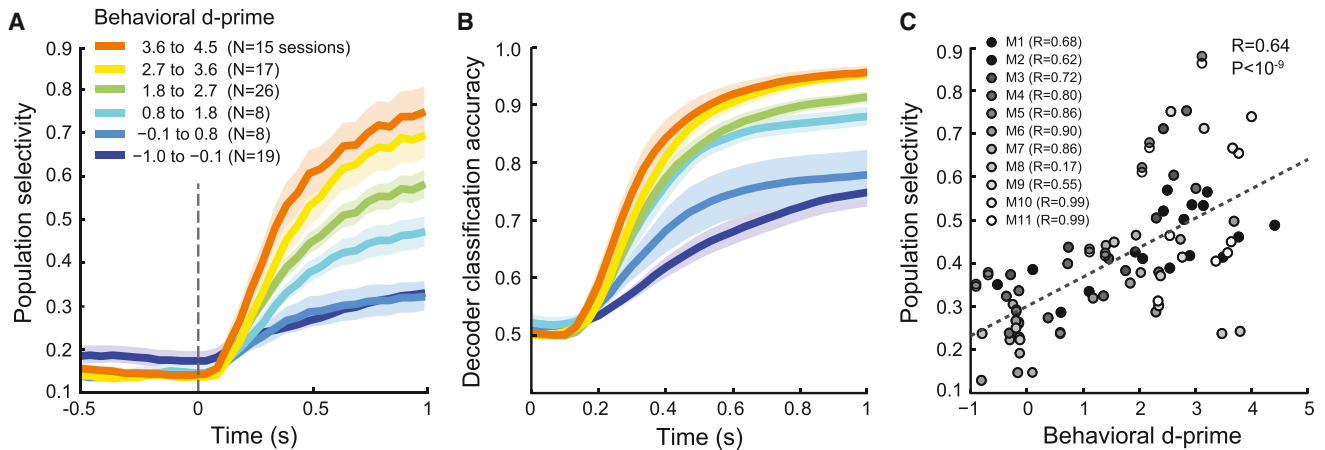 A
Behavioral d-prime
3.6 to 4.5 (N=15 sessions)
2.7 to 3.6 (N=17)
1.8 to 2.7 (N=26)
0.8 to 1.8 (N=8)
−0.1 to 0.8 (N=8)
−1.0 to −0.1 (N=19)
Population selectivity
0.9
0.8
0.7
0.6
0.5
0.4
0.3
0.2
0.1
-0.5
0
0.5
1
Time (s)
B
Decoder classification accuracy
1.0
0.9
0.8
0.7
0.6
0.5
0
0.2
0.4
0.6
0.8
1
Time (s)
C
M1 (R=0.68)
M2 (R=0.62)
M3 (R=0.72)
M4 (R=0.80)
M5 (R=0.86)
M6 (R=0.90)
M7 (R=0.86)
M8 (R=0.17)
M9 (R=0.55)
M10 (R=0.99)
M11 (R=0.99)
R=0.64
P<10⁻⁹
Population selectivity
0.9
0.8
0.7
0.6
0.5
0.4
0.3
0.2
0.1
−1
0
1
2
3
4
5
Behavioral d-prime